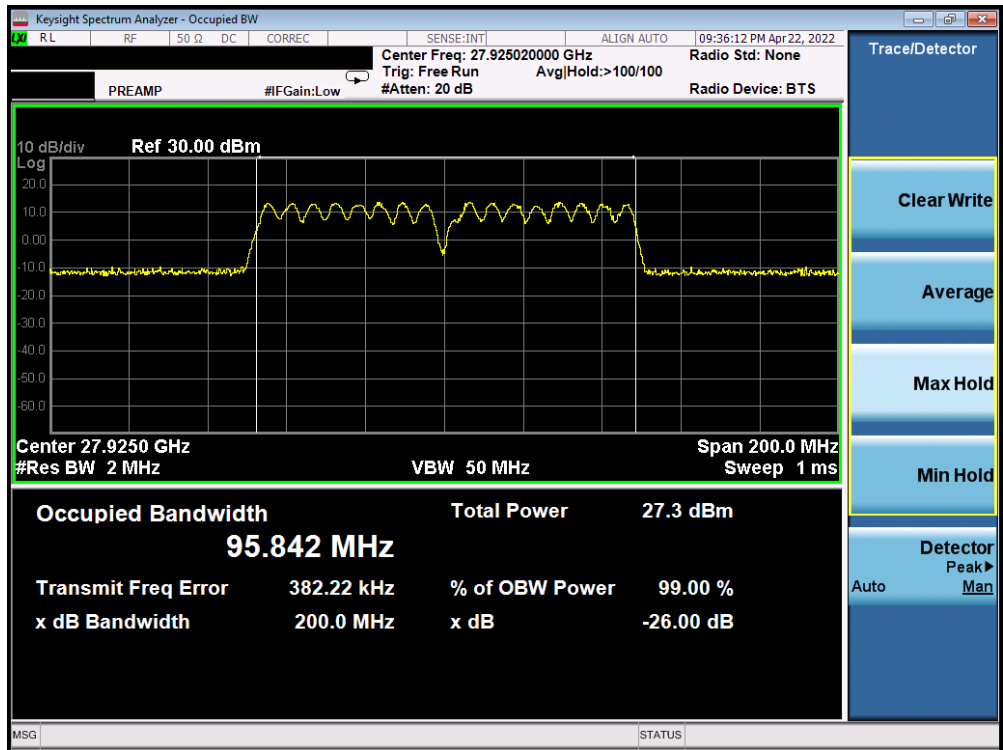 Keysight Spectrum Analyzer - Occupied BW
LXI RL RF 50 Ω DC CORREC SENSE:INT ALIGN AUTO 09:36:12 PM Apr 22, 2022
Center Freq: 27.925020000 GHz Radio Std: None
Trig: Free Run Avg|Hold:>100/100
PREAMP #IFGain:Low #Atten: 20 dB Radio Device: BTS
10 dB/div Ref 30.00 dBm
Log
20.0
10.0
0.00
-10.0
-20.0
-30.0
-40.0
-50.0
-60.0
Center 27.9250 GHz Span 200.0 MHz
#Res BW 2 MHz VBW 50 MHz Sweep 1 ms
Occupied Bandwidth Total Power 27.3 dBm
95.842 MHz
Transmit Freq Error 382.22 kHz % of OBW Power 99.00 %
x dB Bandwidth 200.0 MHz x dB -26.00 dB
Trace/Detector
Clear Write
Average
Max Hold
Min Hold
Detector
Peak▶
Auto Man
MSG STATUS